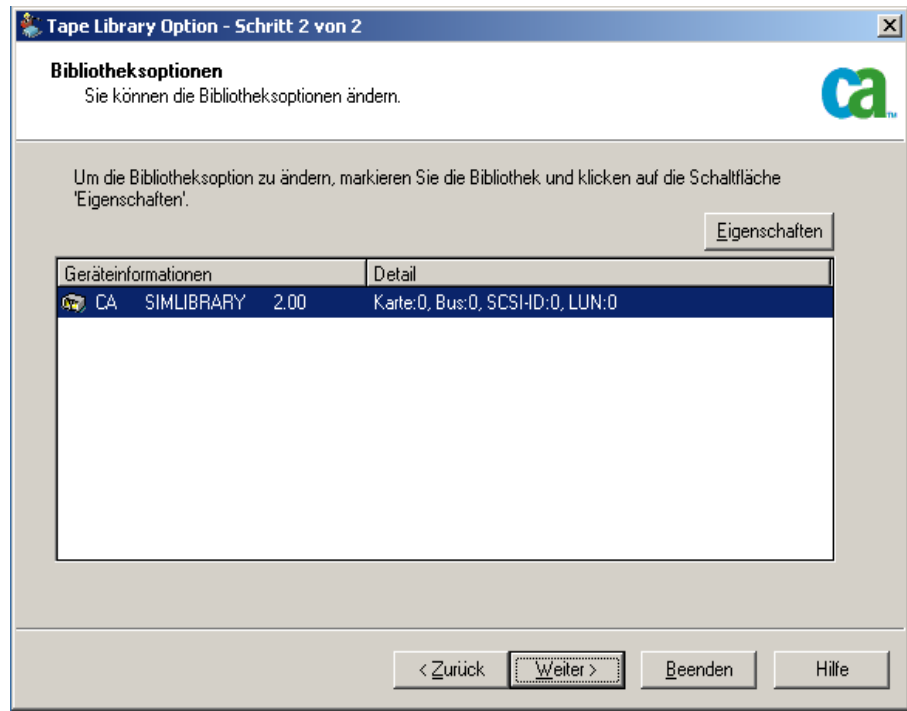 Tape Library Option - Schritt 2 von 2
Bibliotheksoptionen
Sie können die Bibliotheksoptionen ändern.
ca TM
Um die Bibliotheksoption zu ändern, markieren Sie die Bibliothek und klicken auf die Schaltfläche
'Eigenschaften'.
Eigenschaften
Geräteinformationen Detail
CA SIMLIBRARY 2.00 Karte:0, Bus:0, SCSI-ID:0, LUN:0
< Zurück Weiter > Beenden Hilfe